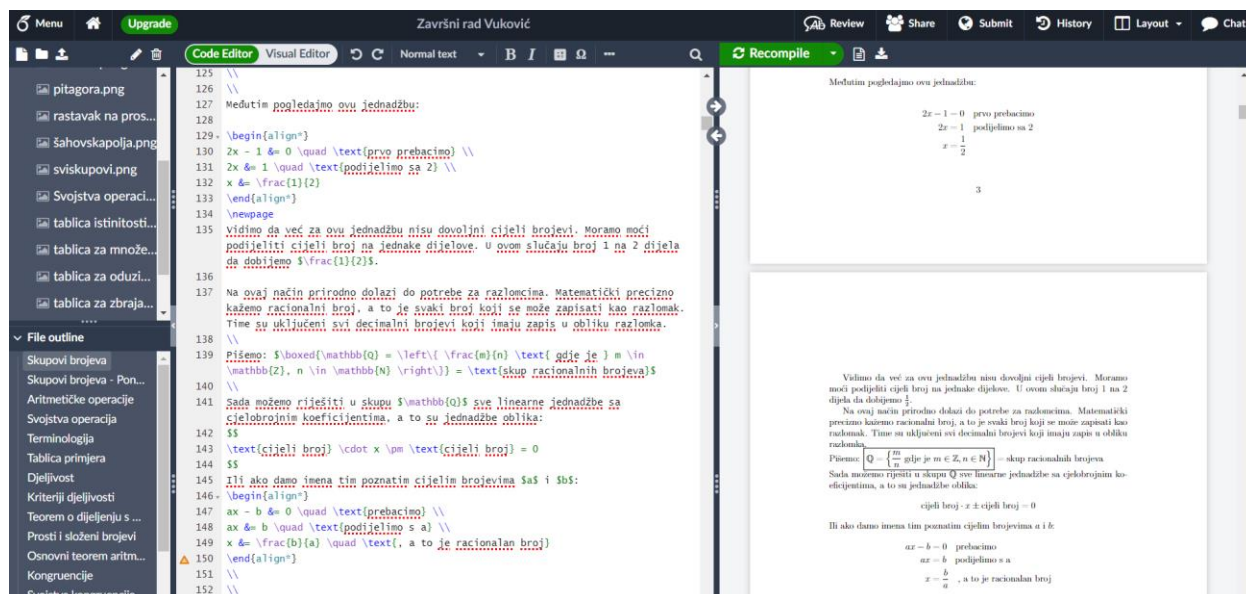 Menu Upgrade Završni rad Vuković Review Share Submit History Layout Chat
Code Editor Visual Editor Normal text B I Ω Recompile
pitagora.png
rastavak na pros...
šahovskapolja.png
sviskupovi.png
Svojstva operaci...
tablica istinitosti...
tablica za množe...
tablica za oduzi...
tablica za zbraja...
File outline
Skupovi brojeva
Skupovi brojeva - Pon...
Aritmetičke operacije
Svojstva operacija
Terminologija
Tablica primjera
Djeljivost
Kriteriji djeljivosti
Teorem o dijeljenju s ...
Prosti i složeni brojevi
Osnovni teorem aritm...
Kongruencije
125 \\
126 \\
127 Međutim pogledajmo ovu jednadžbu:
128
129 \begin{align*}
130 2x - 1 &= 0 \quad \text{prvo prebacimo} \\
131 2x &= 1 \quad \text{podijelimo sa 2} \\
132 x &= \frac{1}{2}
133 \end{align*}
134 \newpage
135 Vidimo da već za ovu jednadžbu nisu dovoljni cijeli brojevi. Moramo moći
podijeliti cijeli broj na jednake dijelove. U ovom slučaju broj 1 na 2 dijela
da dobijemo $\frac{1}{2}$.
136
137 Na ovaj način prirodno dolazi do potrebe za razlomcima. Matematički precizno
kažemo racionalni broj, a to je svaki broj koji se može zapisati kao razlomak.
Time su uključeni svi decimalni brojevi koji imaju zapis u obliku razlomka.
138 \\
139 Pišemo: $\boxed{\mathbb{Q} = \left\{ \frac{m}{n} \text{ gdje je } m \in
\mathbb{Z}, n \in \mathbb{N} \right\}} = \text{skup racionalnih brojeva}$
140 \\
141 Sada možemo riješiti u skupu $\mathbb{Q}$ sve linearne jednadžbe sa
cjelobrojnim koeficijentima, a to su jednadžbe oblika:
142 $$
143 \text{cijeli broj} \cdot x \pm \text{cijeli broj} = 0
144 $$
145 Ili ako damo imena tim poznatim cijelim brojevima $a$ i $b$:
146 \begin{align*}
147 ax - b &= 0 \quad \text{prebacimo} \\
148 ax &= b \quad \text{podijelimo s a} \\
149 x &= \frac{b}{a} \quad \text{, a to je racionalan broj}
150 \end{align*}
151 \\
152 \\
Međutim pogledajmo ovu jednadžbu:
2x − 1 = 0 prvo prebacimo
2x = 1 podijelimo sa 2
x = 1/2
3
Vidimo da već za ovu jednadžbu nisu dovoljni cijeli brojevi. Moramo
moći podijeliti cijeli broj na jednake dijelove. U ovom slučaju broj 1 na 2
dijela da dobijemo 1/2.
Na ovaj način prirodno dolazi do potrebe za razlomcima. Matematički
precizno kažemo racionalni broj, a to je svaki broj koji se može zapisati kao
razlomak. Time su uključeni svi decimalni brojevi koji imaju zapis u obliku
razlomka.
Pišemo: ℚ = { m/n gdje je m ∈ ℤ, n ∈ ℕ } = skup racionalnih brojeva
Sada možemo riješiti u skupu ℚ sve linearne jednadžbe sa cjelobrojnim ko-
eficijentima, a to su jednadžbe oblika:
cijeli broj · x ± cijeli broj = 0
Ili ako damo imena tim poznatim cijelim brojevima a i b:
ax − b = 0 prebacimo
ax = b podijelimo s a
x = b/a , a to je racionalan broj